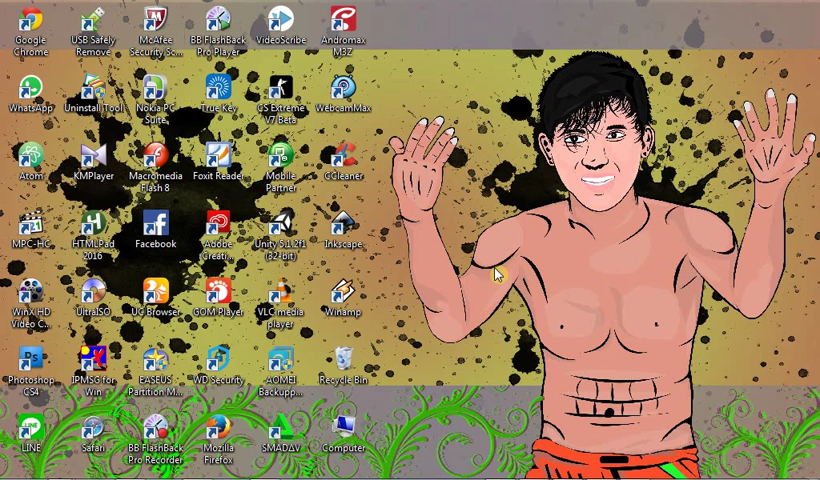 Google
Chrome
USB Safely
Remove
McAfee
Security Sc...
BB FlashBack
Pro Player
VideoScribe
Andromax
M3Z
WhatsApp
Uninstall Tool
Nokia PC
Suite
True Key
CS Extreme
V7 Beta
WebcamMax
Atom
KMPlayer
Macromedia
Flash 8
Foxit Reader
Mobile
Partner
CCleaner
MPC-HC
HTMLPad
2016
Facebook
Adobe
Creati...
Unity 5.1.2f1
(32-Bit)
Inkscape
WinX HD
Video C...
UltraISO
UC Browser
GOM Player
VLC media
player
Winamp
Photoshop
CS4
IPMSG for
Win
EASEUS
Partition M...
WD Security
AOMEI
Backupp...
Recycle Bin
LINE
Safari
BB FlashBack
Pro Recorder
Mozilla
Firefox
SMADΔV
Computer